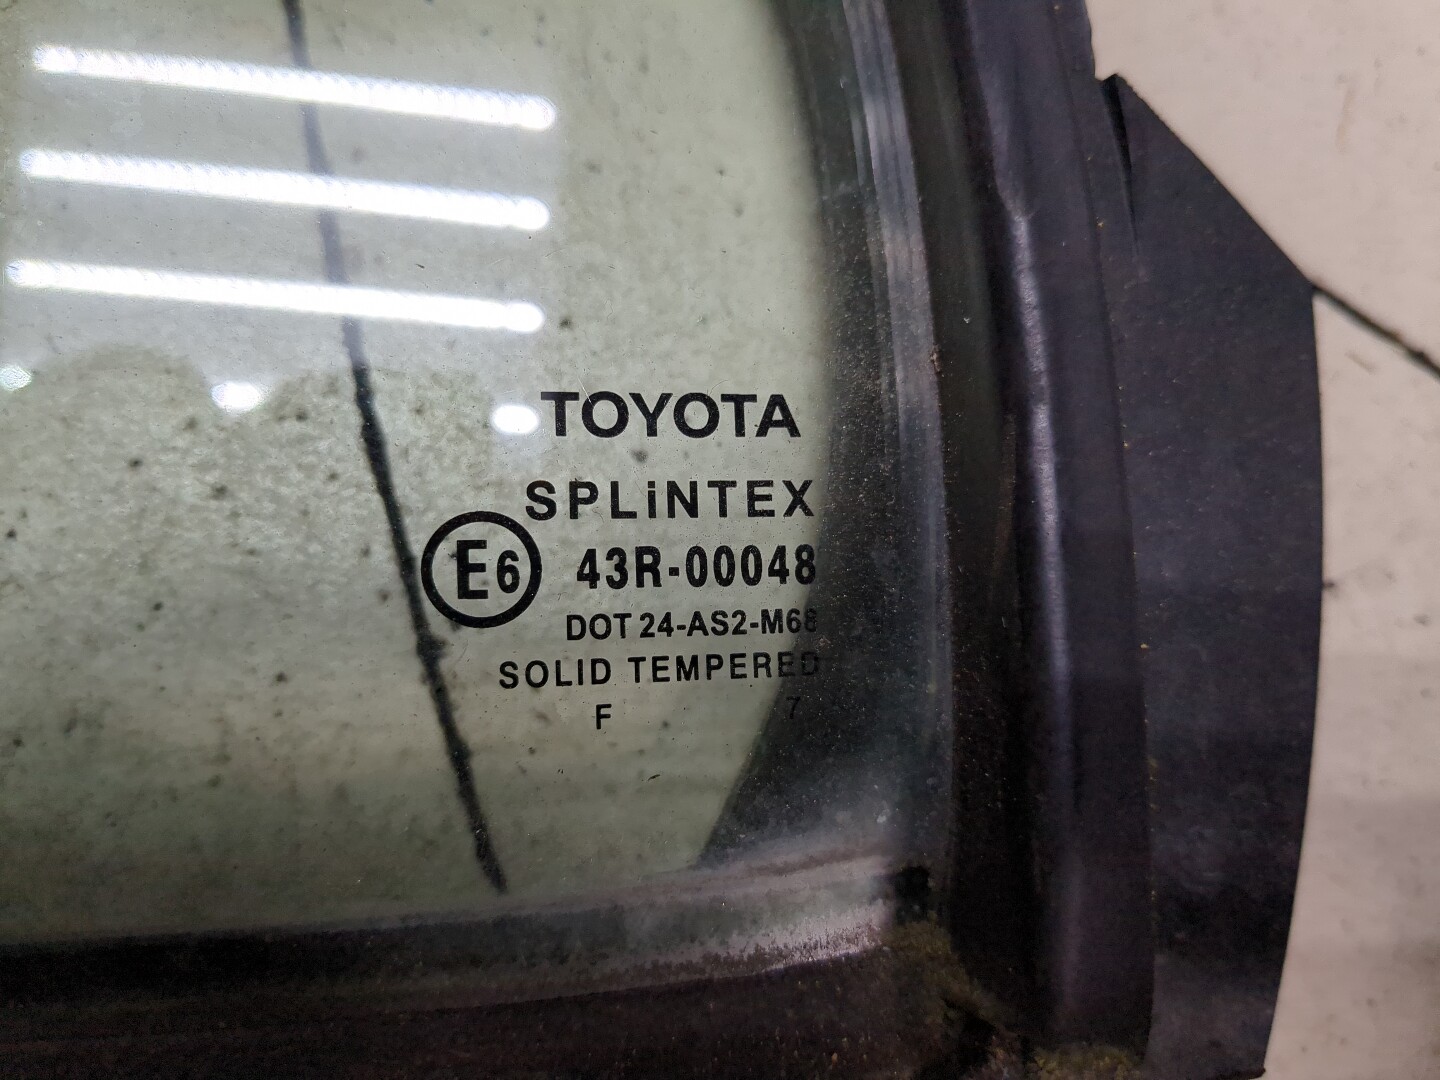 TOYOTA
SPLiNTEX
E6 43R-00048
DOT 24-AS2-M68
SOLID TEMPERED
F 7